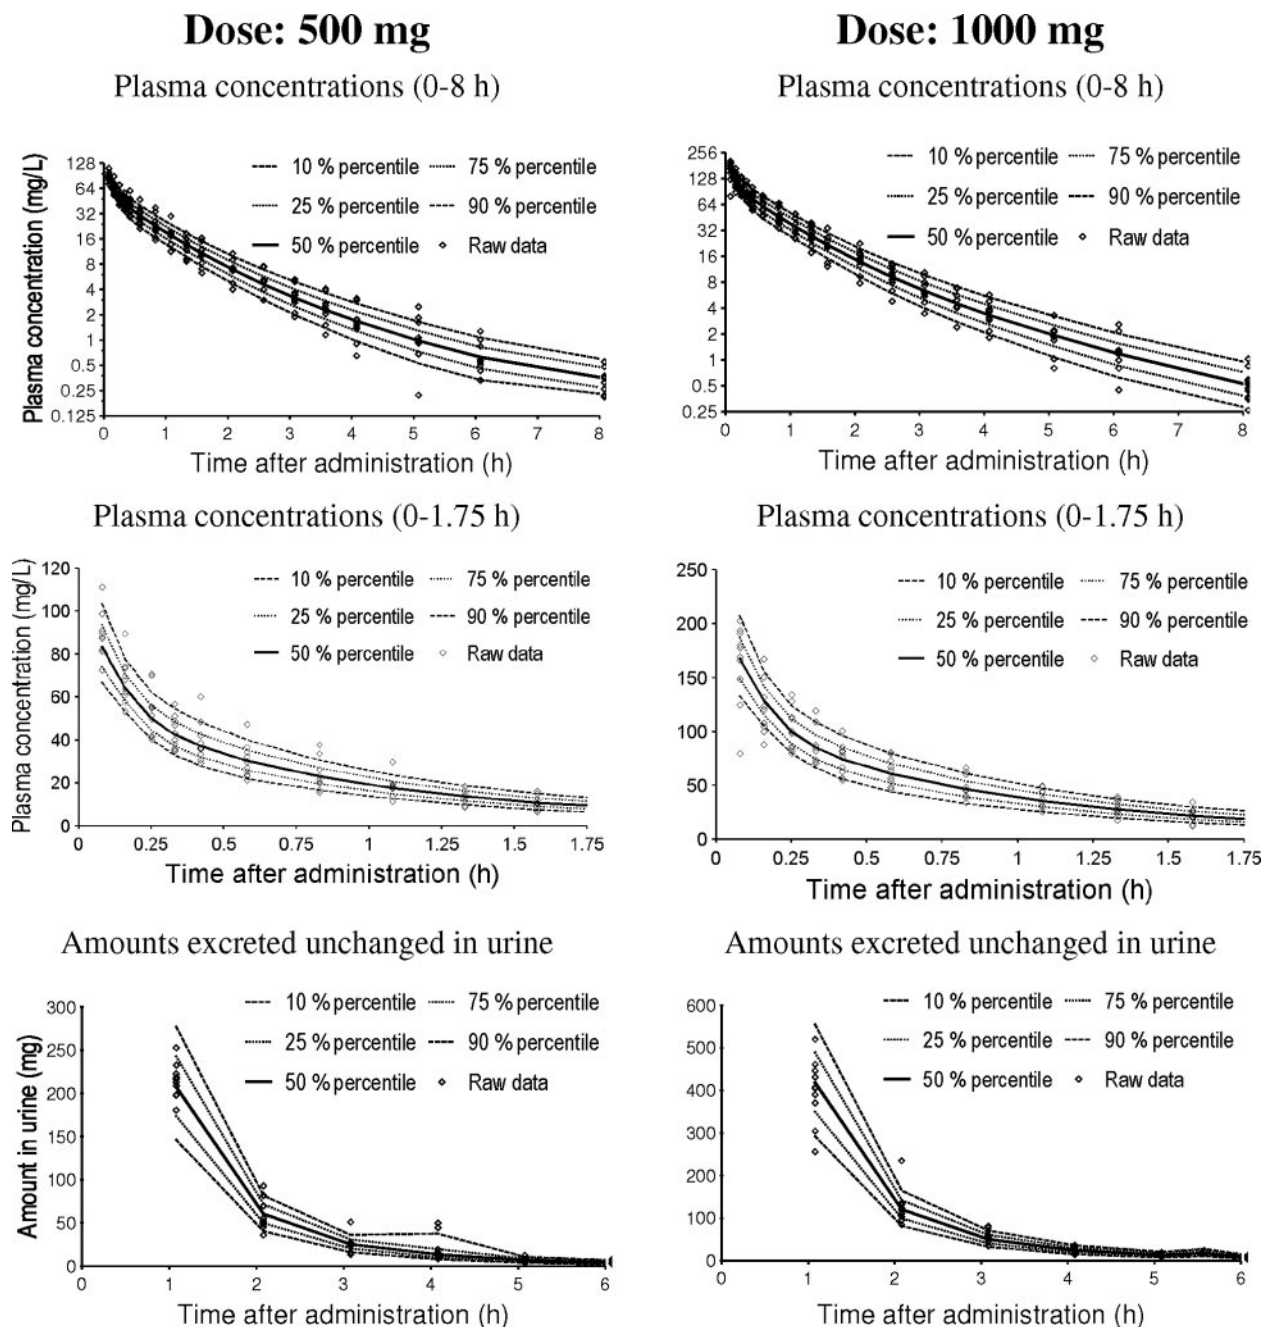 Dose: 500 mg
Plasma concentrations (0-8 h)
Plasma concentration (mg/L)
128
64
32
16
8
4
2
1
0.5
0.25
0.125
10 % percentile
75 % percentile
25 % percentile
90 % percentile
50 % percentile
Raw data
0 1 2 3 4 5 6 7 8
Time after administration (h)
Dose: 1000 mg
Plasma concentrations (0-8 h)
256
128
64
32
16
8
4
2
1
0.5
0.25
10 % percentile
75 % percentile
25 % percentile
90 % percentile
50 % percentile
Raw data
0 1 2 3 4 5 6 7 8
Time after administration (h)
Plasma concentrations (0-1.75 h)
Plasma concentration (mg/L)
120
100
80
60
40
20
0
10 % percentile
75 % percentile
25 % percentile
90 % percentile
50 % percentile
Raw data
0 0.25 0.5 0.75 1 1.25 1.5 1.75
Time after administration (h)
Plasma concentrations (0-1.75 h)
250
200
150
100
50
0
10 % percentile
75 % percentile
25 % percentile
90 % percentile
50 % percentile
Raw data
0 0.25 0.5 0.75 1 1.25 1.5 1.75
Time after administration (h)
Amounts excreted unchanged in urine
Amount in urine (mg)
300
250
200
150
100
50
0
10 % percentile
75 % percentile
25 % percentile
90 % percentile
50 % percentile
Raw data
0 1 2 3 4 5 6
Time after administration (h)
Amounts excreted unchanged in urine
600
500
400
300
200
100
0
10 % percentile
75 % percentile
25 % percentile
90 % percentile
50 % percentile
Raw data
0 1 2 3 4 5 6
Time after administration (h)